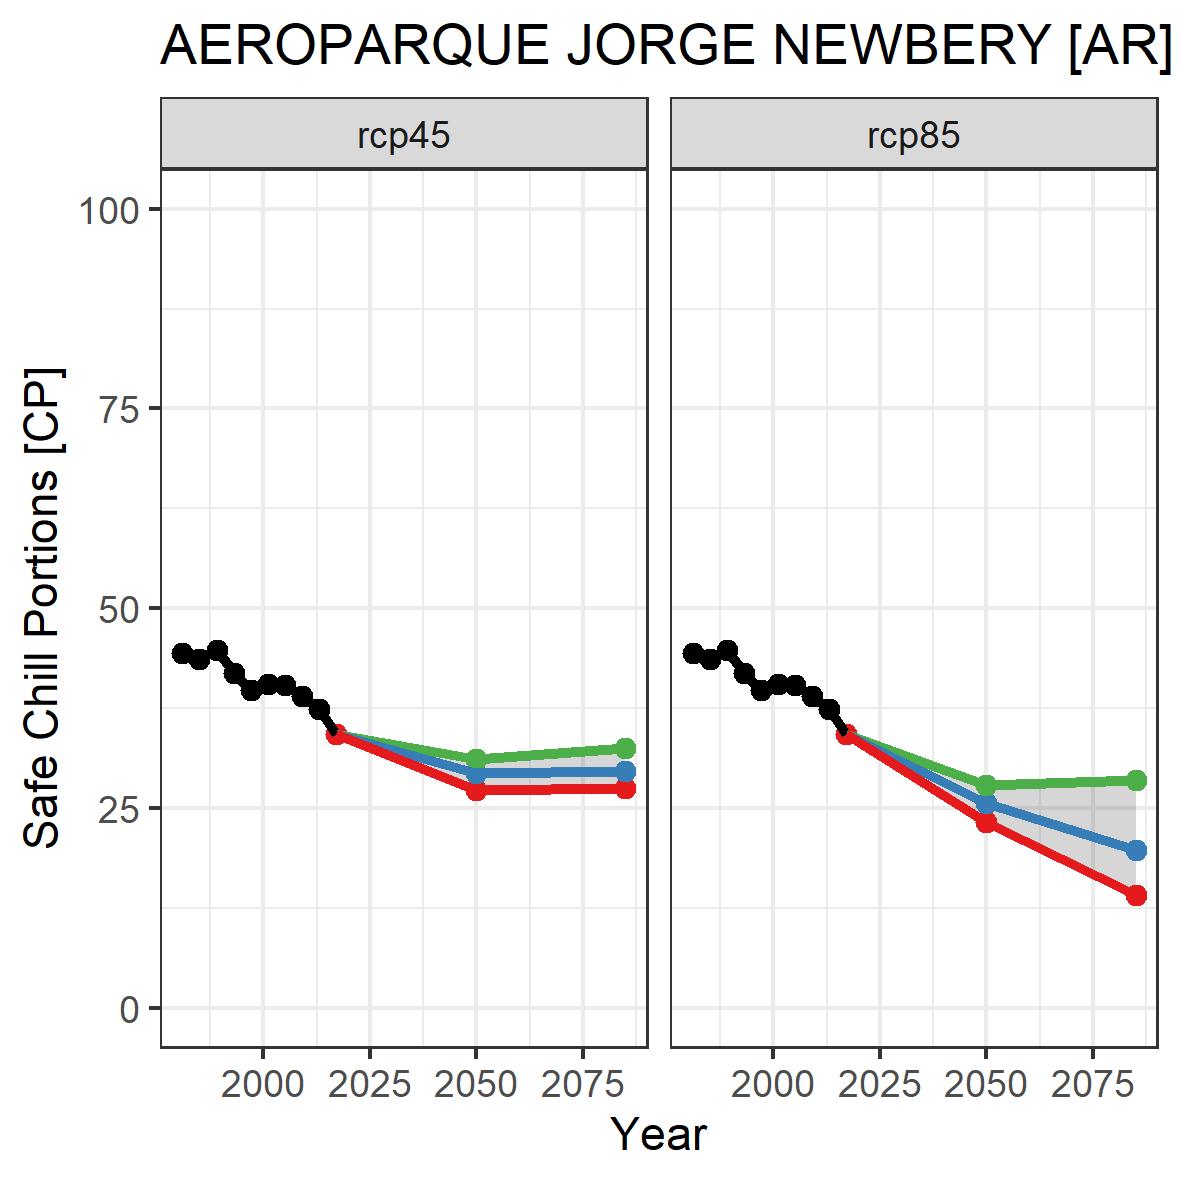 AEROPARQUE JORGE NEWBERY [AR]
rcp45 rcp85
Safe Chill Portions [CP]
100
75
50
25
0
2000 2025 2050 2075 2000 2025 2050 2075
Year